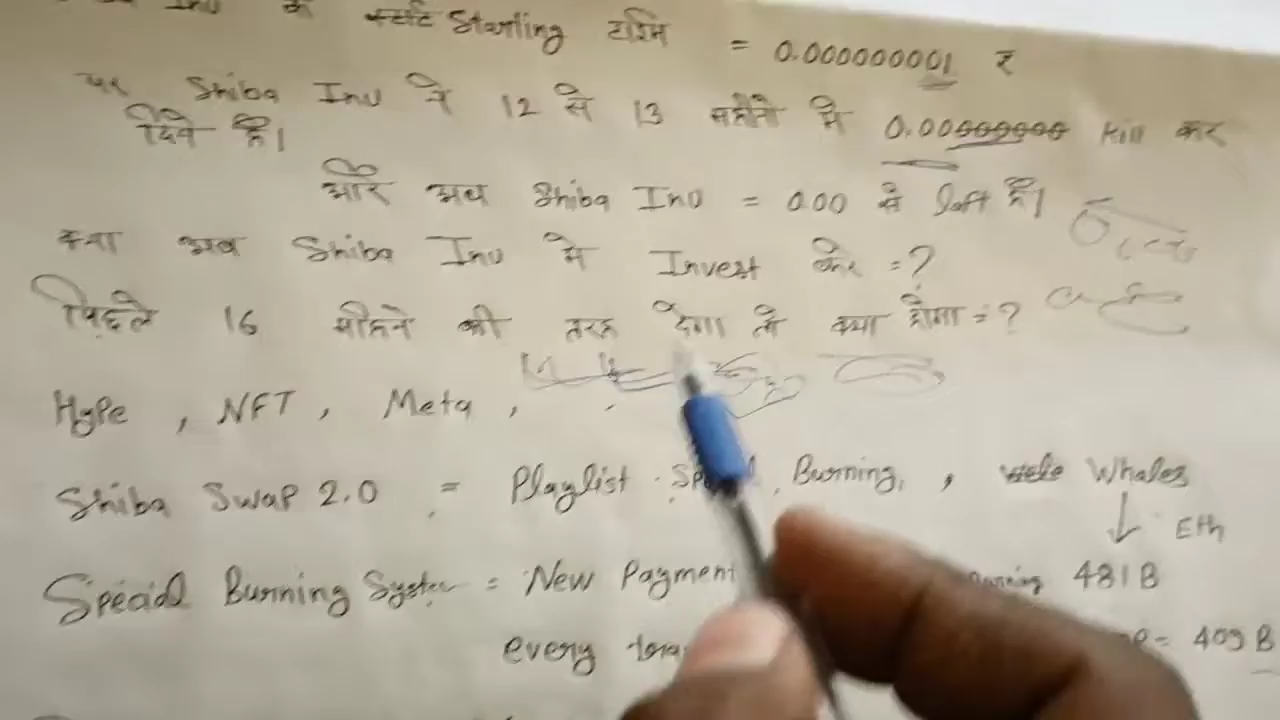 Inu के स्टार्ट Starting टाइम = 0.000000001 ₹
पर Shiba Inu ने 12 से 13 महीने में 0.00000000 Kill कर
दिये है।
और अब Shiba Inu = 0.00 से left है।
क्या अब Shiba Inu में Invest करे =?
पिछले 16 महिने की तरह देगा तो क्या होगा =?
Hype , NFT , Meta ,
Shiba Swap 2.0 = Playlist Burning, , Whales
↓ Eth
Special Burning System = New Payment 481 B
every = 409 B